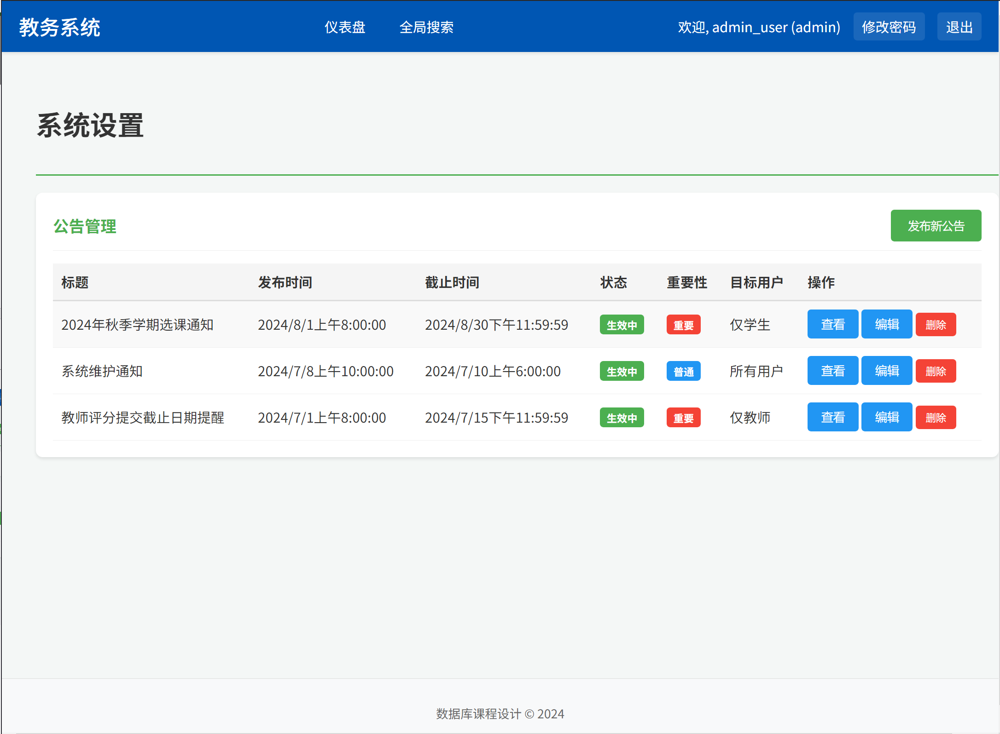 教务系统 仪表盘 全局搜索 欢迎, admin_user (admin) 修改密码 退出
系统设置
公告管理 发布新公告
标题 发布时间 截止时间 状态 重要性 目标用户 操作
2024年秋季学期选课通知 2024/8/1上午8:00:00 2024/8/30下午11:59:59 生效中 重要 仅学生 查看 编辑 删除
系统维护通知 2024/7/8上午10:00:00 2024/7/10上午6:00:00 生效中 普通 所有用户 查看 编辑 删除
教师评分提交截止日期提醒 2024/7/1上午8:00:00 2024/7/15下午11:59:59 生效中 重要 仅教师 查看 编辑 删除
数据库课程设计 © 2024